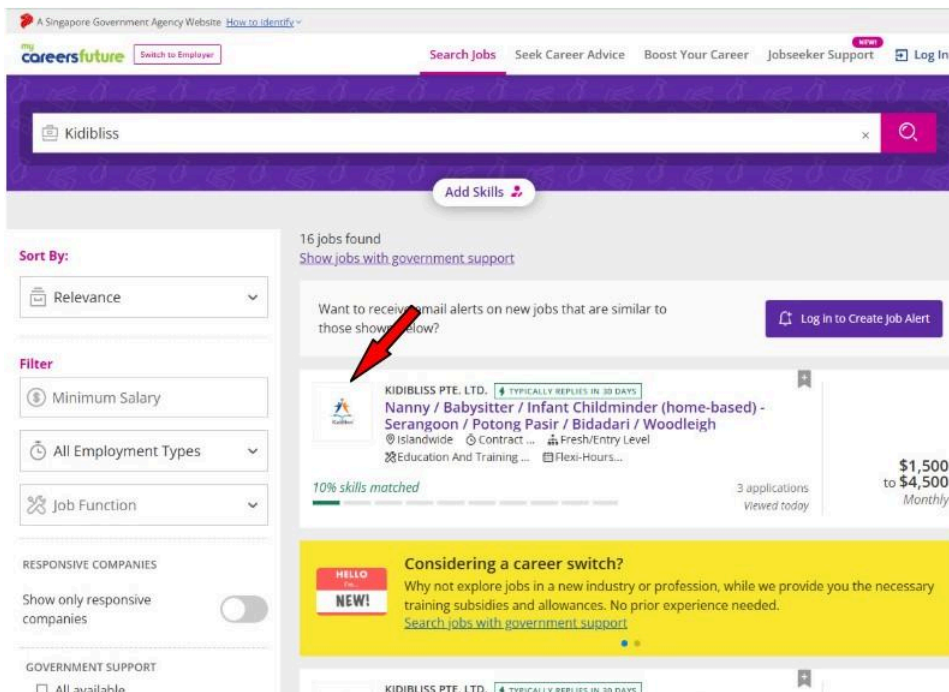 A Singapore Government Agency Website How to identify
my careersfuture
Switch to Employer
Search Jobs
Seek Career Advice
Boost Your Career
Jobseeker Support
NEW!
Log In
Kidibliss
Add Skills
Sort By:
Relevance
Filter
Minimum Salary
All Employment Types
Job Function
RESPONSIVE COMPANIES
Show only responsive
companies
GOVERNMENT SUPPORT
All available
16 jobs found
Show jobs with government support
Want to receive email alerts on new jobs that are similar to
those shown below?
Log in to Create Job Alert
Kidibliss
KIDIBLISS PTE. LTD. TYPICALLY REPLIES IN 30 DAYS
Nanny / Babysitter / Infant Childminder (home-based) -
Serangoon / Potong Pasir / Bidadari / Woodleigh
Islandwide Contract ... Fresh/Entry Level
Education And Training ... Flexi-Hours...
10% skills matched
3 applications
Viewed today
$1,500
to $4,500
Monthly
HELLO
I'm...
NEW!
Considering a career switch?
Why not explore jobs in a new industry or profession, while we provide you the necessary
training subsidies and allowances. No prior experience needed.
Search jobs with government support
KIDIBLISS PTE. LTD. TYPICALLY REPLIES IN 30 DAYS